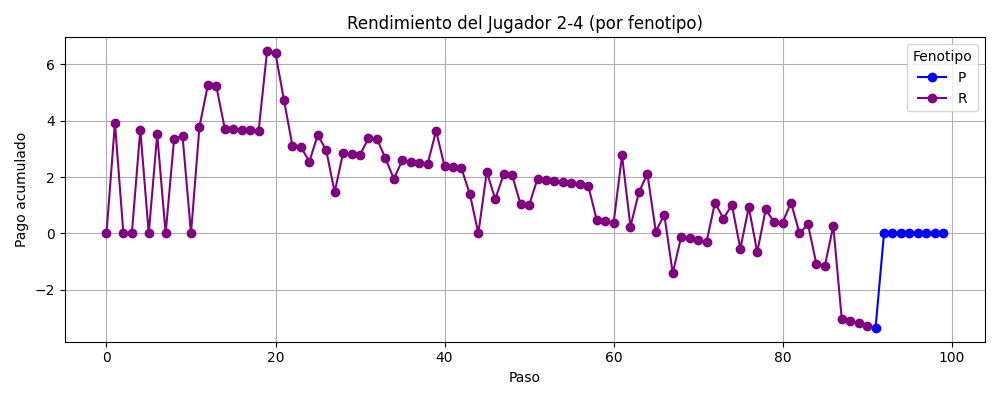 Rendimiento del Jugador 2-4 (por fenotipo)
Pago acumulado
6
4
2
0
−2
Fenotipo
P
R
0 20 40 60 80 100
Paso